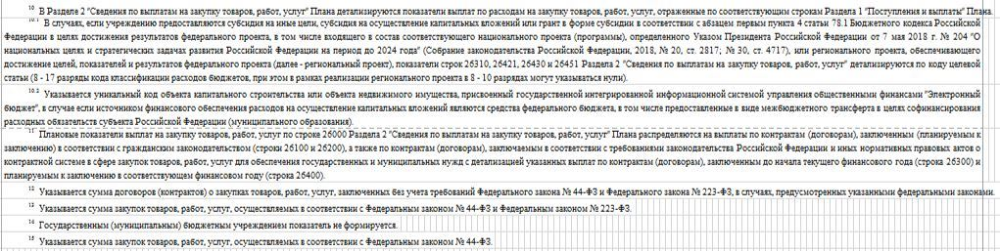 10 В Разделе 2 "Сведения по выплатам на закупку товаров, работ, услуг" Плана детализируются показатели выплат по расходам на закупку товаров, работ, услуг, отраженные по соответствующим строкам Раздела 1 "Поступления и выплаты" Плана.
10.1 В случаях, если учреждению предоставляются субсидия на иные цели, субсидия на осуществление капитальных вложений или грант в форме субсидии в соответствии с абзацем первым пункта 4 статьи 78.1 Бюджетного кодекса Российской
Федерации в целях достижения результатов федерального проекта, в том числе входящего в состав соответствующего национального проекта (программы), определенного Указом Президента Российской Федерации от 7 мая 2018 г. № 204 "О
национальных целях и стратегических задачах развития Российской Федерации на период до 2024 года" (Собрание законодательства Российской Федерации, 2018, № 20, ст. 2817; № 30, ст. 4717), или регионального проекта, обеспечивающего
достижение целей, показателей и результатов федерального проекта (далее - региональный проект), показатели строк 26310, 26421, 26430 и 26451 Раздела 2 "Сведения по выплатам на закупку товаров, работ, услуг" детализируются по коду целевой
статьи (8 - 17 разряды кода классификации расходов бюджетов, при этом в рамках реализации регионального проекта в 8 - 10 разрядах могут указываться нули).
10.2 Указывается уникальный код объекта капитального строительства или объекта недвижимого имущества, присвоенный государственной интегрированной информационной системой управления общественными финансами "Электронный
бюджет", в случае если источником финансового обеспечения расходов на осуществление капитальных вложений являются средства федерального бюджета, в том числе предоставленные в виде межбюджетного трансферта в целях софинансирования
расходных обязательств субъекта Российской Федерации (муниципального образования).
11 Плановые показатели выплат на закупку товаров, работ, услуг по строке 26000 Раздела 2 "Сведения по выплатам на закупку товаров, работ, услуг" Плана распределяются на выплаты по контрактам (договорам), заключенным (планируемым к
заключению) в соответствии с гражданским законодательством (строки 26100 и 26200), а также по контрактам (договорам), заключаемым в соответствии с требованиями законодательства Российской Федерации и иных нормативных правовых актов о
контрактной системе в сфере закупок товаров, работ, услуг для обеспечения государственных и муниципальных нужд с детализацией указанных выплат по контрактам (договорам), заключенным до начала текущего финансового года (строка 26300) и
планируемым к заключению в соответствующем финансовом году (строка 26400).
12 Указывается сумма договоров (контрактов) о закупках товаров, работ, услуг, заключенных без учета требований Федерального закона № 44-ФЗ и Федерального закона № 223-ФЗ, в случаях, предусмотренных указанными федеральными законами.
13 Указывается сумма закупок товаров, работ, услуг, осуществляемых в соответствии с Федеральным законом № 44-ФЗ и Федеральным законом № 223-ФЗ.
14 Государственным (муниципальным) бюджетным учреждением показатель не формируется.
15 Указывается сумма закупок товаров, работ, услуг, осуществляемых в соответствии с Федеральным законом № 44-ФЗ.